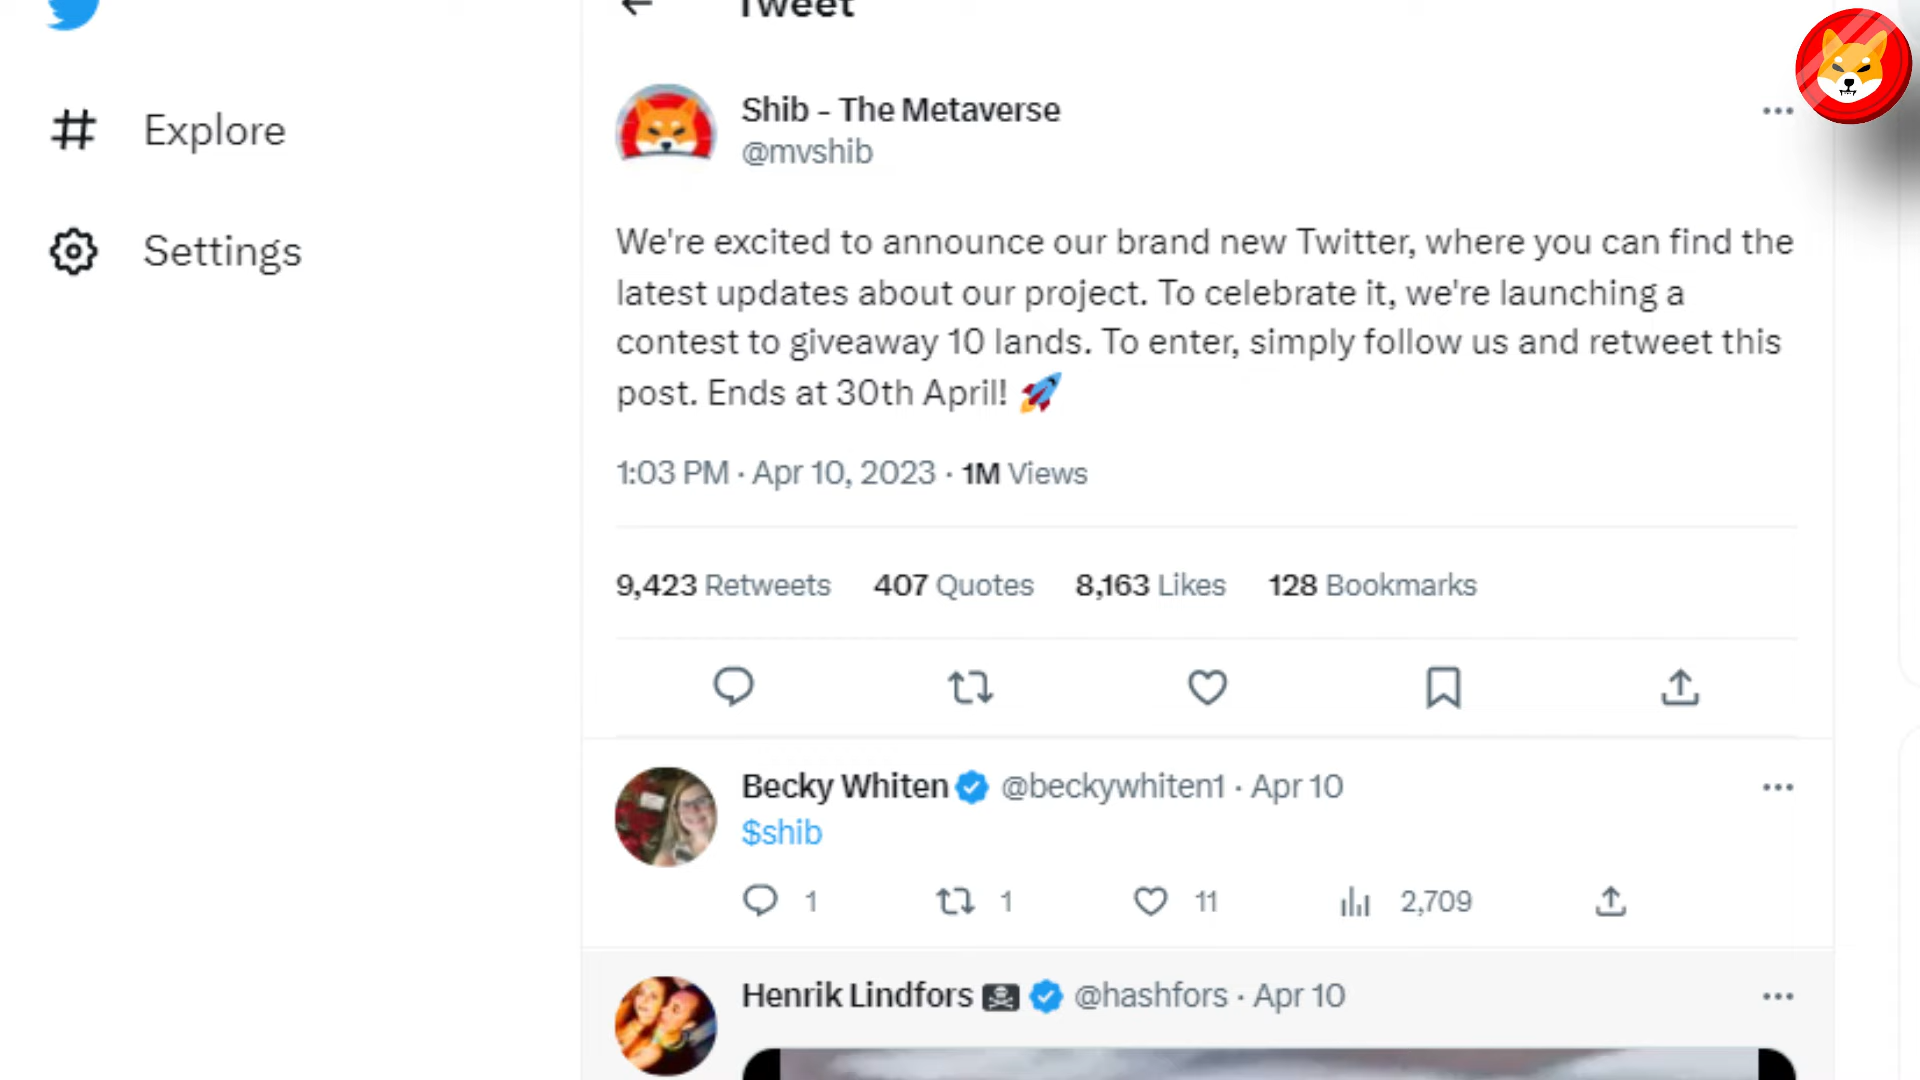 Tweet
Explore
Settings
Shib - The Metaverse
@mvshib
We're excited to announce our brand new Twitter, where you can find the
latest updates about our project. To celebrate it, we're launching a
contest to giveaway 10 lands. To enter, simply follow us and retweet this
post. Ends at 30th April! 🚀
1:03 PM · Apr 10, 2023 · 1M Views
9,423 Retweets 407 Quotes 8,163 Likes 128 Bookmarks
Becky Whiten @beckywhiten1 · Apr 10
$shib
1 1 11 2,709
Henrik Lindfors 🏴‍☠️ @hashfors · Apr 10